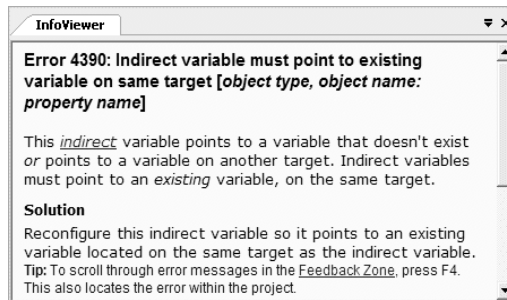 InfoViewer
Error 4390: Indirect variable must point to existing
variable on same target [object type, object name:
property name]
This indirect variable points to a variable that doesn't exist
or points to a variable on another target. Indirect variables
must point to an existing variable, on the same target.
Solution
Reconfigure this indirect variable so it points to an existing
variable located on the same target as the indirect variable.
Tip: To scroll through error messages in the Feedback Zone, press F4.
This also locates the error within the project.